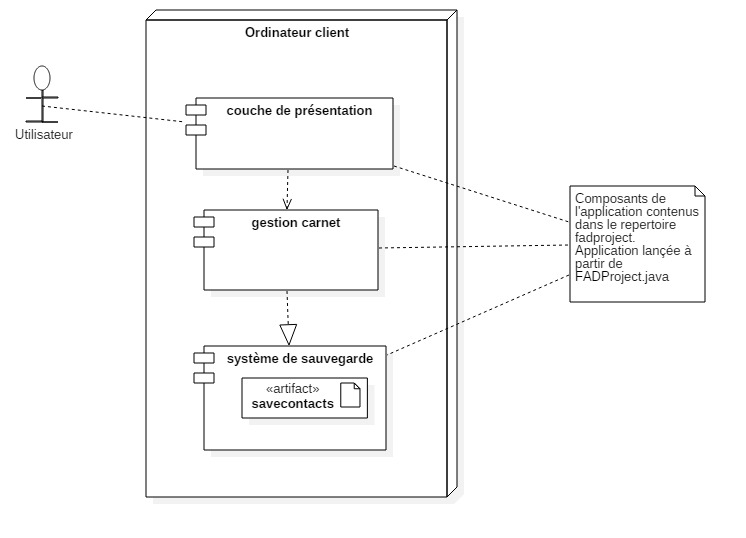 Ordinateur client
Utilisateur
couche de présentation
gestion carnet
système de sauvegarde
«artifact»
savecontacts
Composants de
l'application contenus
dans le repertoire
fadproject.
Application lançée à
partir de
FADProject.java